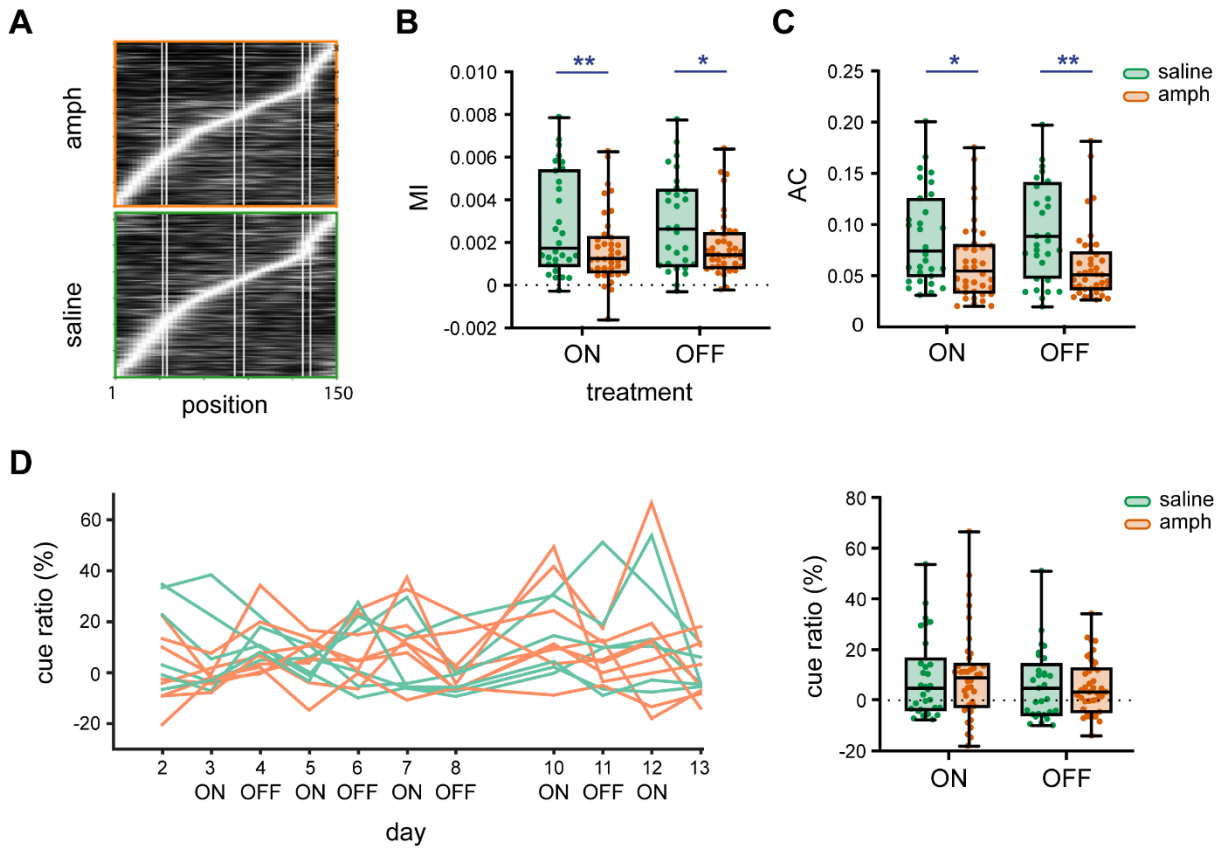 A
amph
saline
1 150
position
B
** *
0.010
0.008
0.006
0.004
0.002
0
-0.002
MI
ON OFF
treatment
C
* **
0.25
0.20
0.15
0.10
0.05
0
AC
ON OFF
saline
amph
D
60
40
20
0
-20
cue ratio (%)
2 3 4 5 6 7 8 10 11 12 13
ON OFF ON OFF ON OFF ON OFF ON
day
80
60
40
20
0
-20
cue ratio (%)
ON OFF
saline
amph